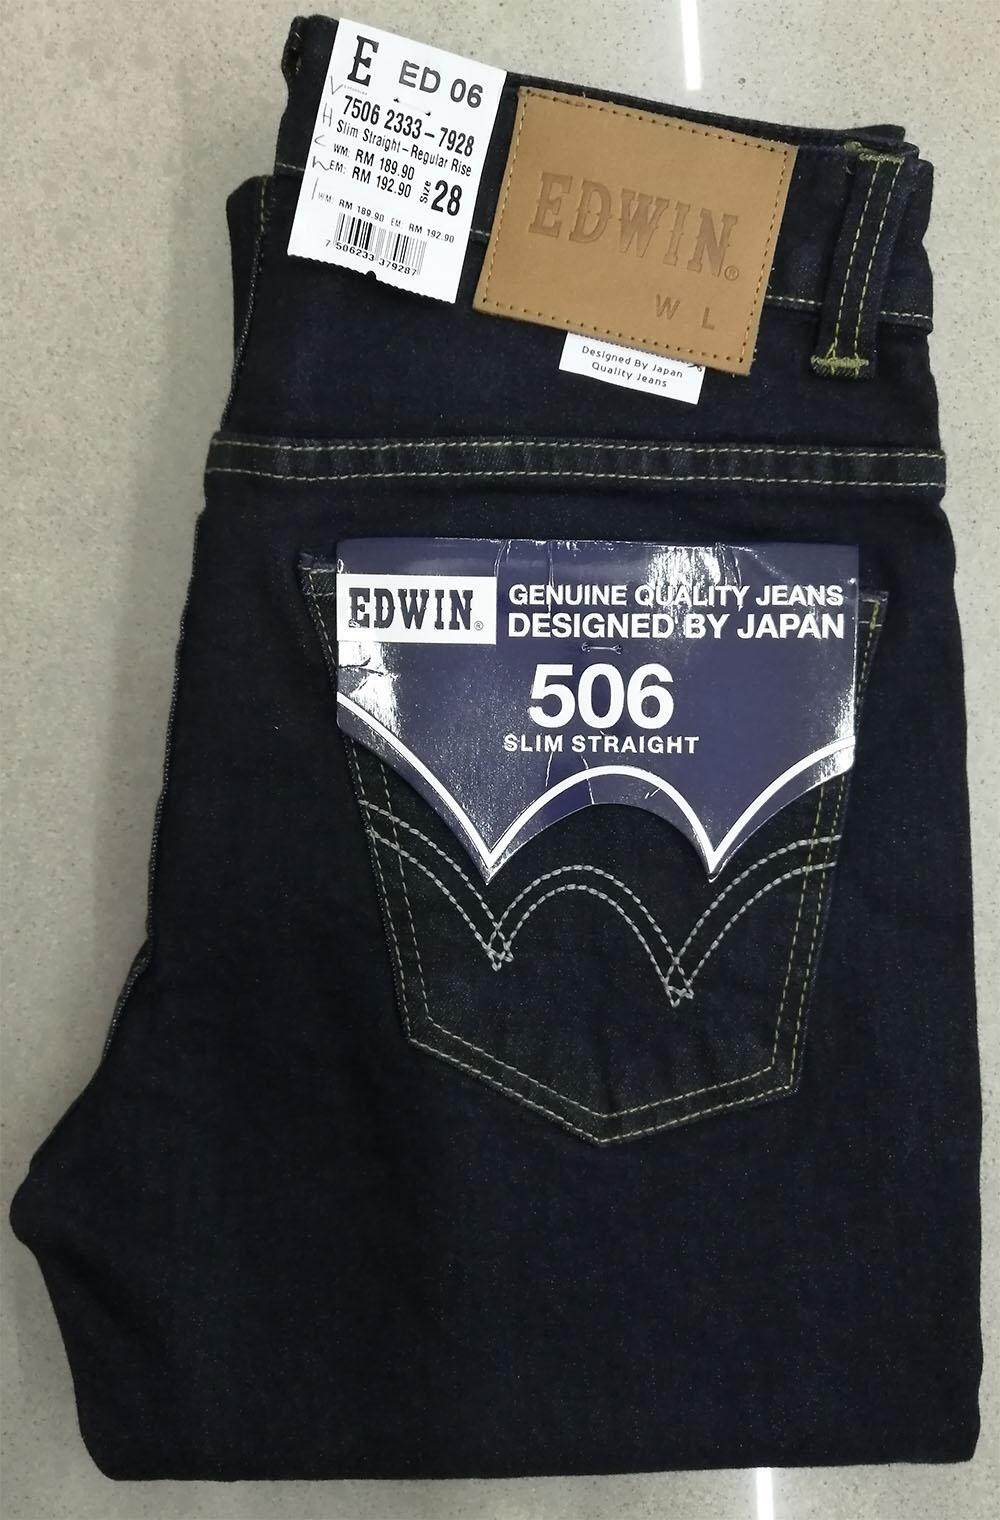 E ED 06
7506 2333-7928
Slim Straight-Regular Rise
WM: RM 189.90
EM: RM 192.90
Size 28
WM: RM 189.90 EM: RM 192.90
7 506233 379287
EDWIN®
W L
Designed By Japan
Quality Jeans
EDWIN®
GENUINE QUALITY JEANS
DESIGNED BY JAPAN
506
SLIM STRAIGHT